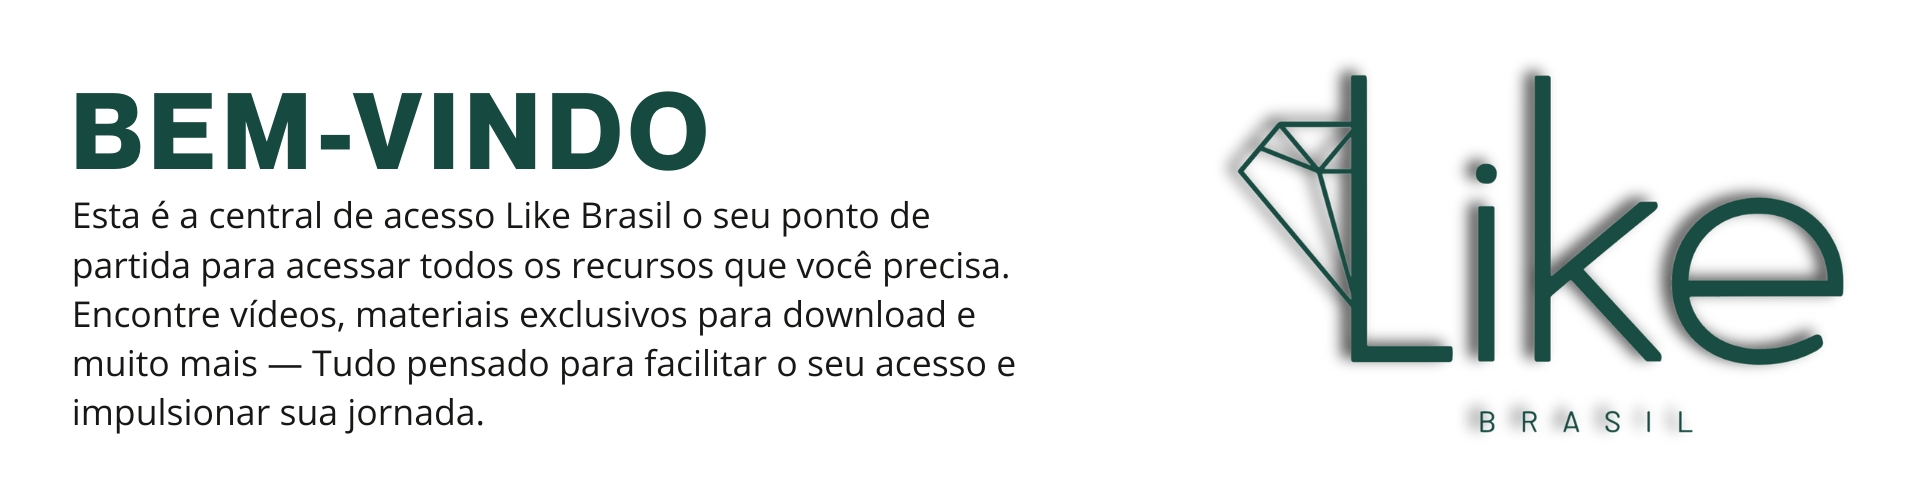 BEM-VINDO
Esta é a central de acesso Like Brasil o seu ponto de
partida para acessar todos os recursos que você precisa.
Encontre vídeos, materiais exclusivos para download e
muito mais — Tudo pensado para facilitar o seu acesso e
impulsionar sua jornada.
Like
BRASIL